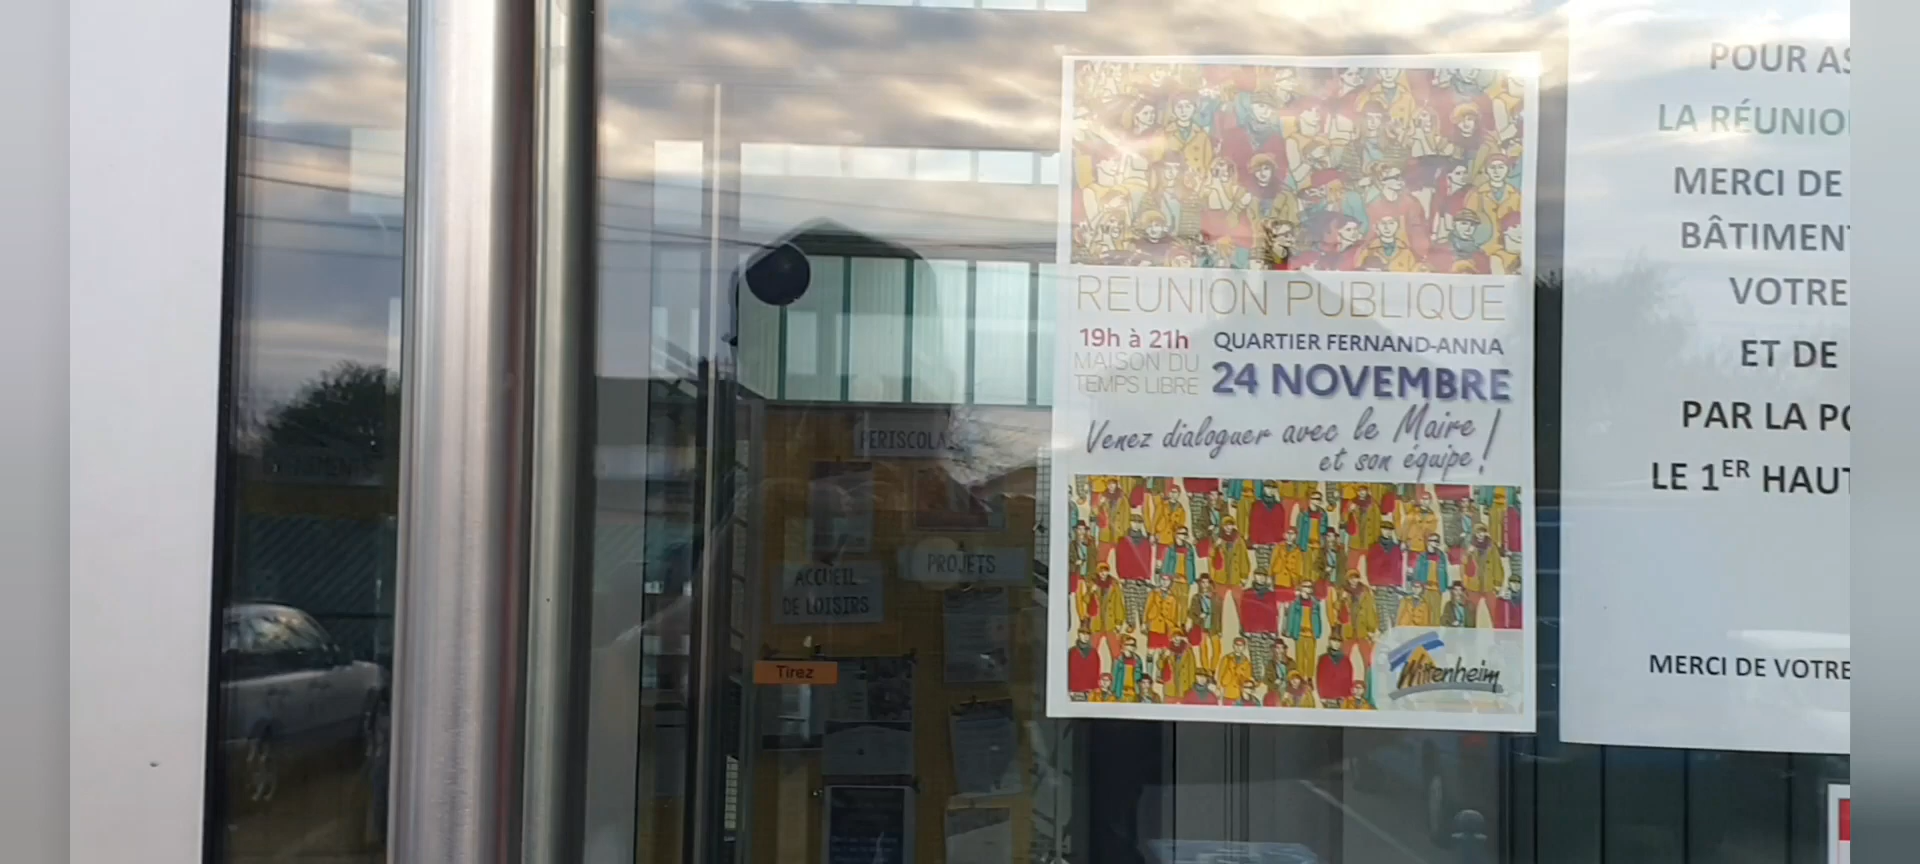 REUNION PUBLIQUE
19h à 21h
MAISON DU
TEMPS LIBRE
QUARTIER FERNAND-ANNA
24 NOVEMBRE
Venez dialoguer avec le Maire !
et son équipe !
Wittenheim
POUR AS
LA RÉUNIO
MERCI DE
BÂTIMEN
VOTRE
ET DE
PAR LA PO
LE 1ER HAUT
MERCI DE VOTRE
PERISCOLA
PROJETS
ACCUEIL
DE LOISIRS
Tirez